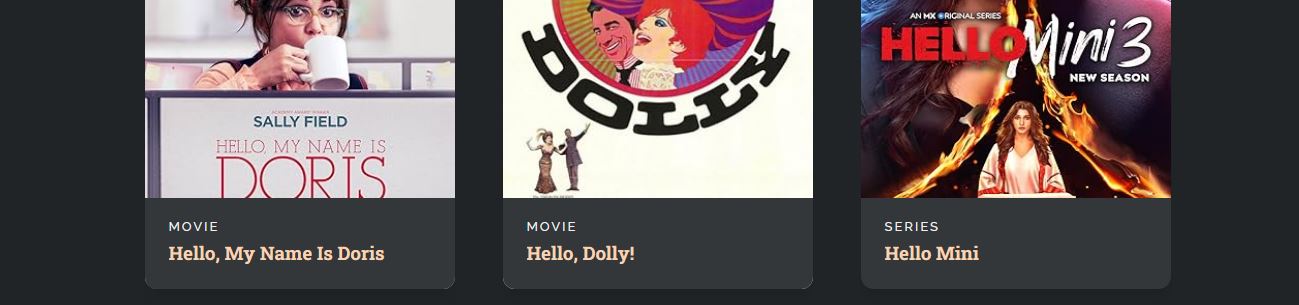 ACADEMY AWARD WINNER
SALLY FIELD
HELLO, MY NAME IS
DORIS
MOVIE
Hello, My Name Is Doris
DOLLY
MOVIE
Hello, Dolly!
AN MX ORIGINAL SERIES
HELLO Mini 3
NEW SEASON
SERIES
Hello Mini